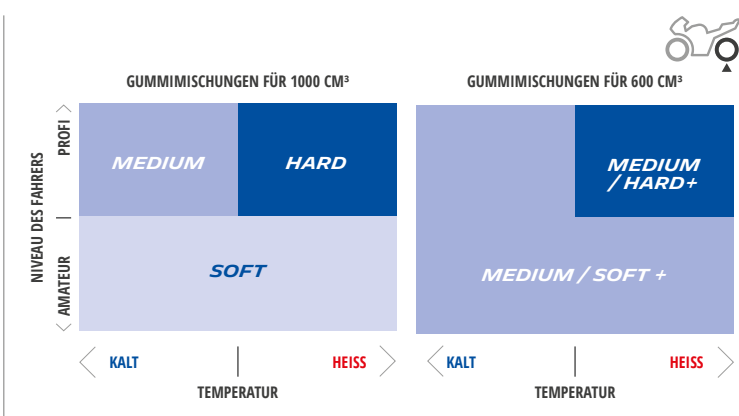 GUMMIMISCHUNGEN FÜR 1000 CM³
GUMMIMISCHUNGEN FÜR 600 CM³
NIVEAU DES FAHRERS
PROFI
AMATEUR
MEDIUM
HARD
SOFT
MEDIUM
/ HARD+
MEDIUM / SOFT +
KALT
HEISS
TEMPERATUR
KALT
HEISS
TEMPERATUR